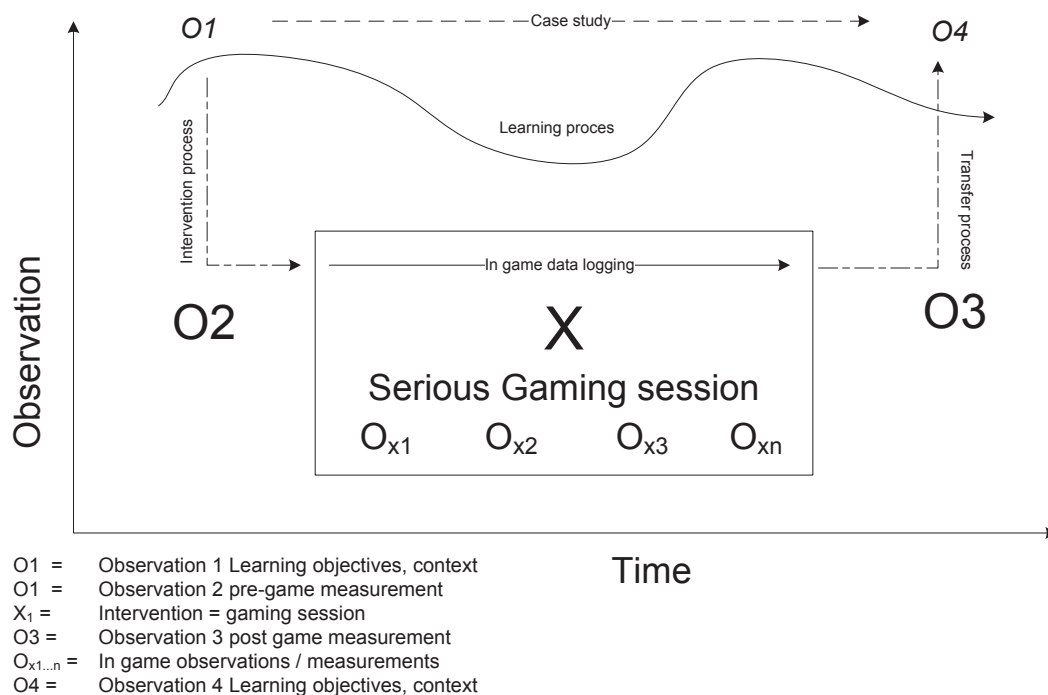 O1
Case study
O4
Learning proces
Intervention process
Transfer process
In game data logging
O2
O3
X
Serious Gaming session
Ox1 Ox2 Ox3 Oxn
Observation
Time
O1 = Observation 1 Learning objectives, context
O1 = Observation 2 pre-game measurement
X1 = Intervention = gaming session
O3 = Observation 3 post game measurement
Ox1...n = In game observations / measurements
O4 = Observation 4 Learning objectives, context